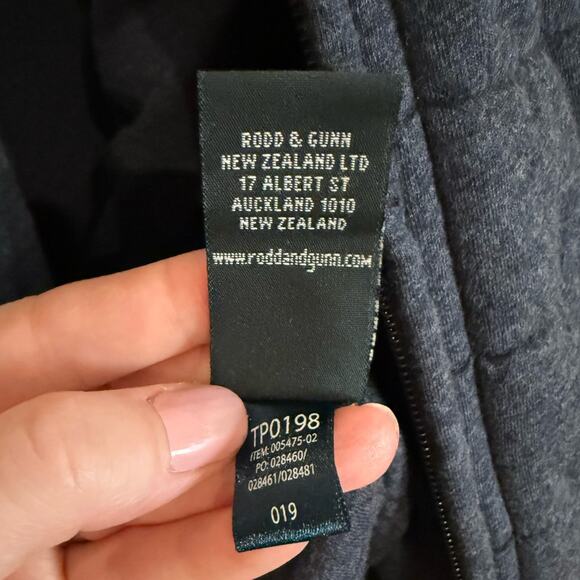 RODD & GUNN
NEW ZEALAND LTD
17 ALBERT ST
AUCKLAND 1010
NEW ZEALAND
www.roddandgunn.com
TP0198
ITEM: 005475-02
PO: 028460/
028461/028481
019